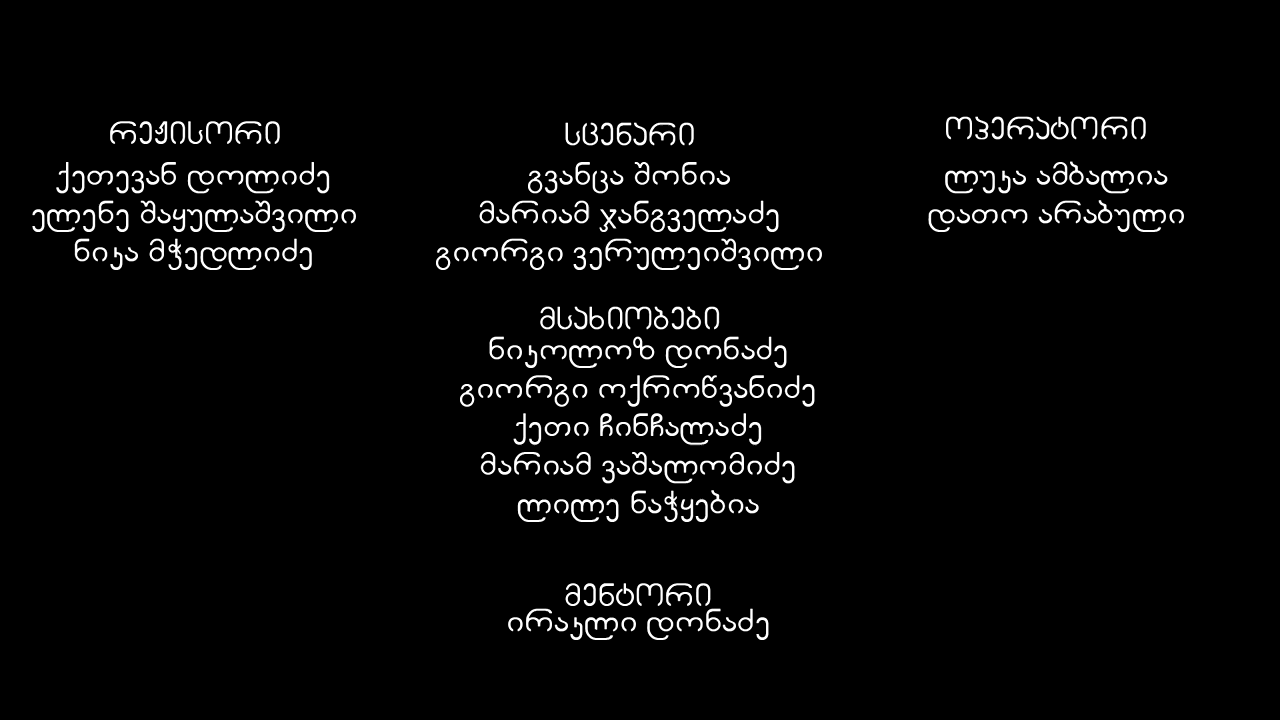 რეჟისორი
ქეთევან დოლიძე
ელენე შაყულაშვილი
ნიკა მჭედლიძე
სცენარი
გვანცა შონია
მარიამ ჯანგველაძე
გიორგი ვერულეიშვილი
ოპერატორი
ლუკა ამბალია
დათო არაბული
მსახიობები
ნიკოლოზ დონაძე
გიორგი ოქროწვანიძე
ქეთი ჩინჩალაძე
მარიამ ვაშალომიძე
ლილე ნაჭყებია
მენტორი
ირაკლი დონაძე